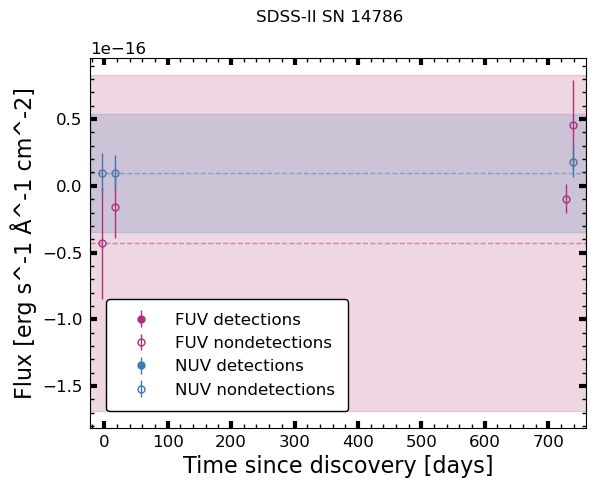 SDSS-II SN 14786
1e−16
Flux [erg s^-1 Å^-1 cm^-2]
0.5
0.0
−0.5
−1.0
−1.5
FUV detections
FUV nondetections
NUV detections
NUV nondetections
0 100 200 300 400 500 600 700
Time since discovery [days]